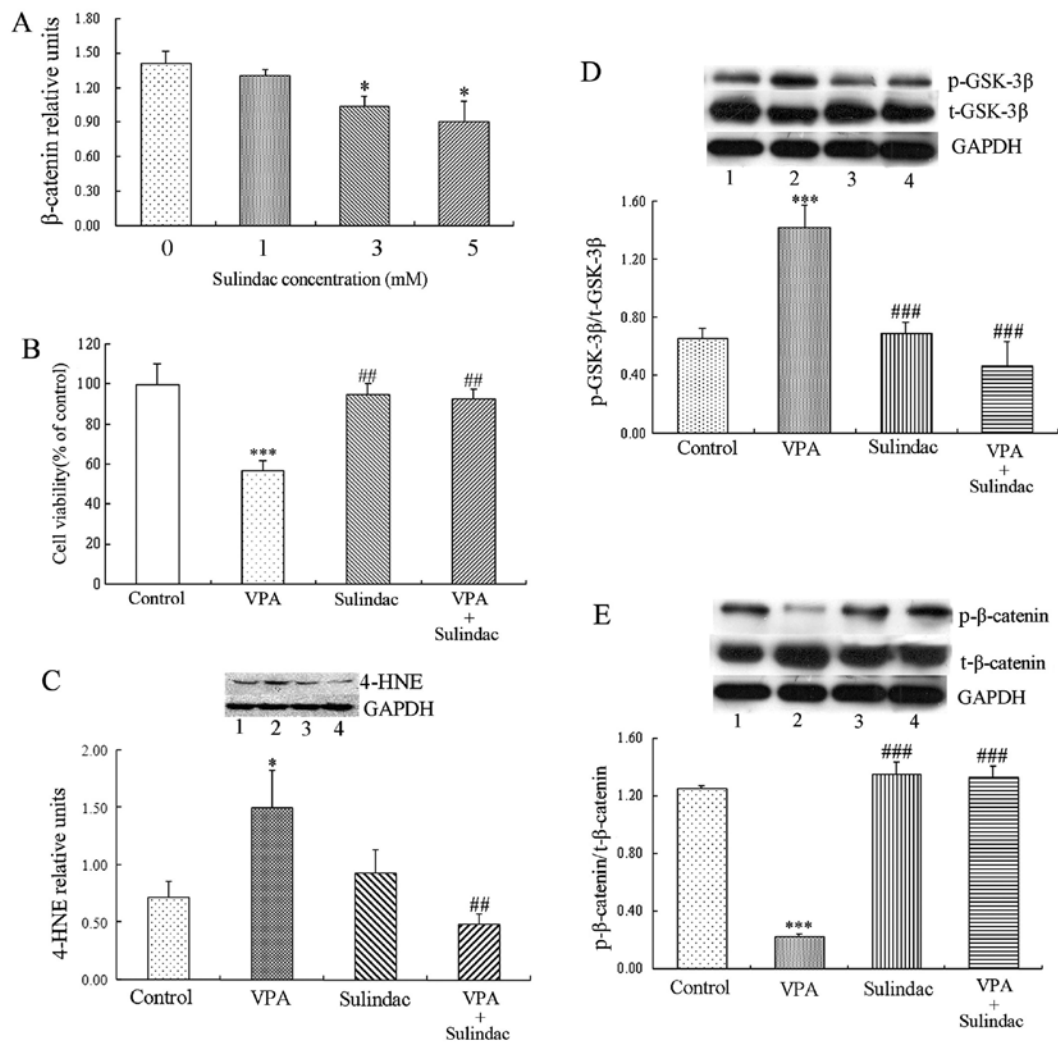 A
β-catenin relative units
1.50
1.20
0.90
0.60
0.30
0.00
*
*
0 1 3 5
Sulindac concentration (mM)
B
Cell viability(% of control)
120
100
80
60
40
20
0
***
##
##
Control VPA Sulindac VPA
+
Sulindac
C
4-HNE
GAPDH
1 2 3 4
4-HNE relative units
2.00
1.50
1.00
0.50
0.00
*
##
Control VPA Sulindac VPA
+
Sulindac
D
p-GSK-3β
t-GSK-3β
GAPDH
1 2 3 4
p-GSK-3β/t-GSK-3β
1.60
1.20
0.80
0.40
0.00
***
###
###
Control VPA Sulindac VPA
+
Sulindac
E
p-β-catenin
t-β-catenin
GAPDH
1 2 3 4
p-β-catenin/t-β-catenin
1.60
1.20
0.80
0.40
0.00
***
###
###
Control VPA Sulindac VPA
+
Sulindac